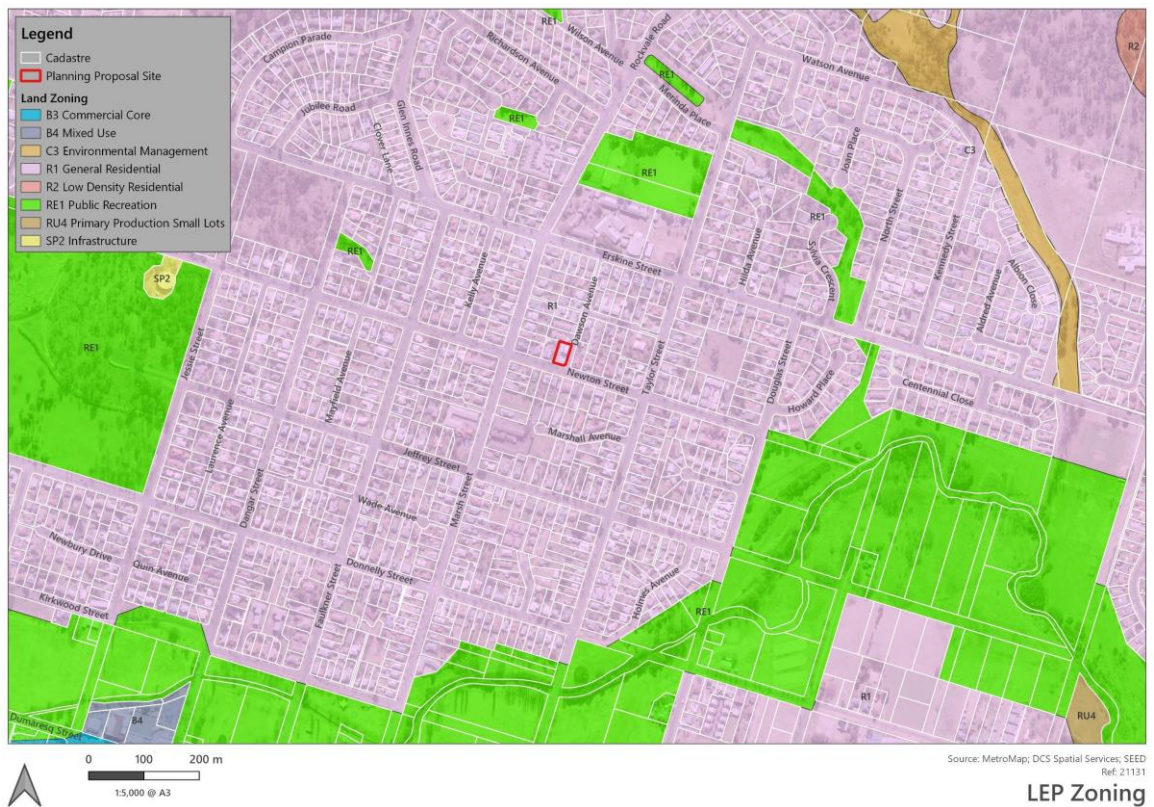 Legend
Cadastre
Planning Proposal Site
Land Zoning
B3 Commercial Core
B4 Mixed Use
C3 Environmental Management
R1 General Residential
R2 Low Density Residential
RE1 Public Recreation
RU4 Primary Production Small Lots
SP2 Infrastructure
RE1
Wilson Avenue
Rockvale Road
Campion Parade
Richardson Avenue
R2
Watson Avenue
RE1
Merinda Place
Jubilee Road
Glen Innes Road
Clover Lane
RE1
Joan Place
C3
RE1
RE1
North Street
Kennedy Street
RE1
Hilda Avenue
Sylvia Crescent
Erskine Street
Kelly Avenue
Albion Close
SP2
Dawson Avenue
R1
Aldred Avenue
RE1
Jessie Street
Taylor Street
Douglas Street
Newton Street
Mayfield Avenue
Howard Place
Centennial Close
Laurence Avenue
Marshall Avenue
Jeffrey Street
Dangar Street
Marsh Street
Wade Avenue
Newbury Drive
Quin Avenue
Donnelly Street
Faulkner Street
Holmes Avenue
Kirkwood Street
RE1
R1
RU4
B4
Dumaresq Street
0 100 200 m
1:5,000 @ A3
Source: MetroMap; DCS Spatial Services; SEED
Ref: 21131
LEP Zoning